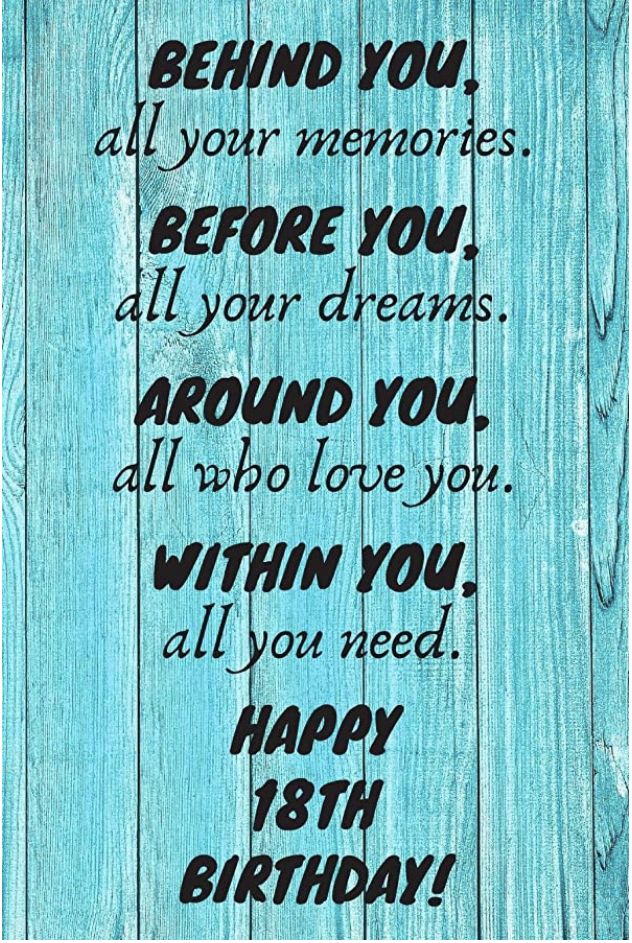 BEHIND YOU,
all your memories.
BEFORE YOU,
all your dreams.
AROUND YOU,
all who love you.
WITHIN YOU,
all you need.
HAPPY
18TH
BIRTHDAY!